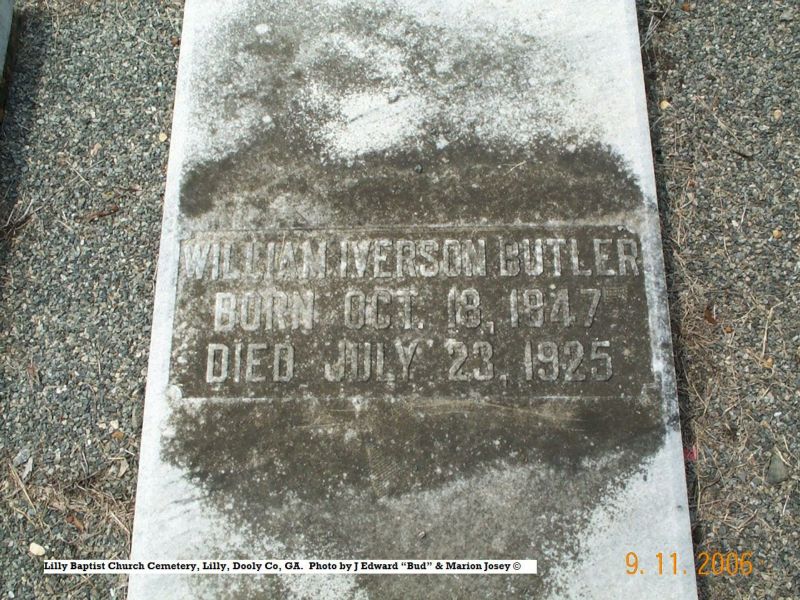 WILLIAM IVERSON BUTLER
BORN OCT. 18, 1847
DIED JULY 23, 1925
Lilly Baptist Church Cemetery, Lilly, Dooly Co, GA. Photo by J Edward “Bud” & Marion Josey ©
9. 11. 2006